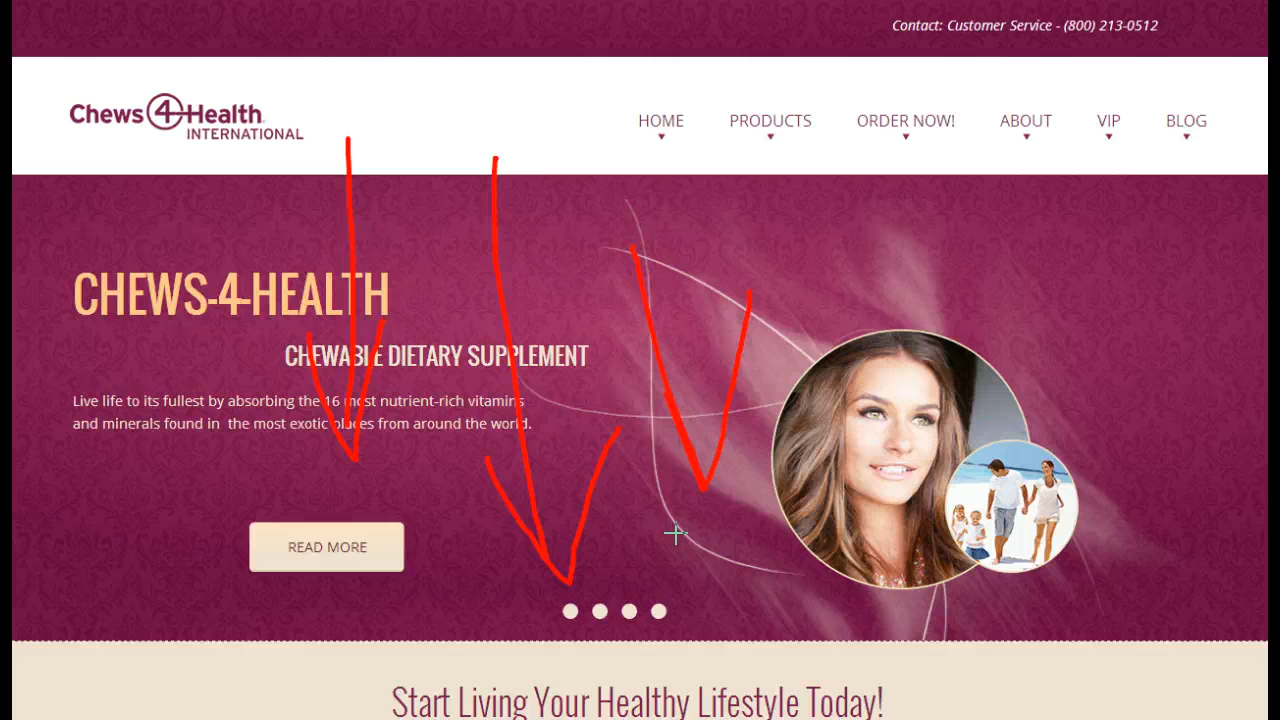 Contact: Customer Service - (800) 213-0512
Chews 4 Health
INTERNATIONAL
HOME PRODUCTS ORDER NOW! ABOUT VIP BLOG
CHEWS-4-HEALTH
CHEWABLE DIETARY SUPPLEMENT
Live life to its fullest by absorbing the 16 most nutrient-rich vitamins
and minerals found in the most exotic places from around the world.
READ MORE
Start Living Your Healthy Lifestyle Today!